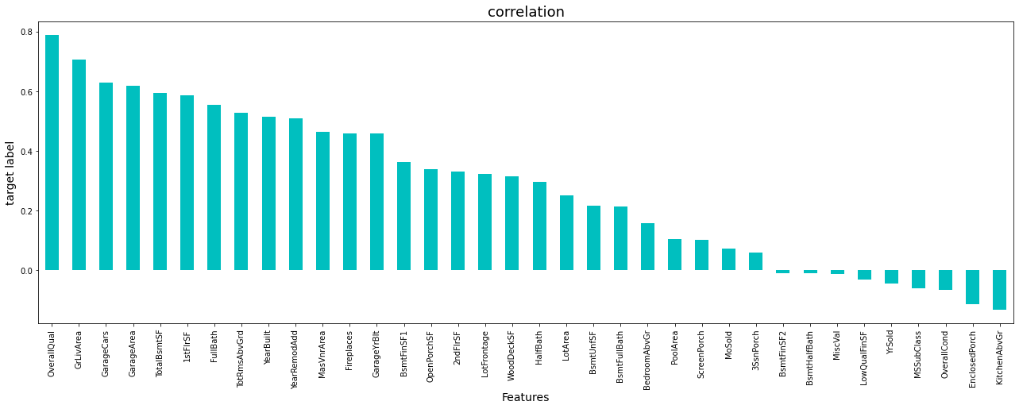 correlation
target label
0.8
0.6
0.4
0.2
0.0
OverallQual
GrLivArea
GarageCars
GarageArea
TotalBsmtSF
1stFlrSF
FullBath
TotRmsAbvGrd
YearBuilt
YearRemodAdd
MasVnrArea
Fireplaces
GarageYrBlt
BsmtFinSF1
OpenPorchSF
2ndFlrSF
LotFrontage
WoodDeckSF
HalfBath
LotArea
BsmtUnfSF
BsmtFullBath
BedroomAbvGr
PoolArea
ScreenPorch
MoSold
3SsnPorch
BsmtFinSF2
BsmtHalfBath
MiscVal
LowQualFinSF
YrSold
MSSubClass
OverallCond
EnclosedPorch
KitchenAbvGr
Features